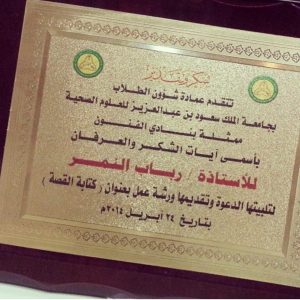 شكر وتقدير
تتقدم عمادة شؤون الطلاب
بجامعة الملك سعود بن عبدالعزيز للعلوم الصحية
ممثلة بنادي الفنون
بأسمى آيات الشكر والعرفان
للأستاذة / رباب النمر
لتلبيتها الدعوة وتقديمها ورشة عمل بعنوان (كتابة القصة)
بتاريخ ٢٤ أبريل ٢٠١٤م